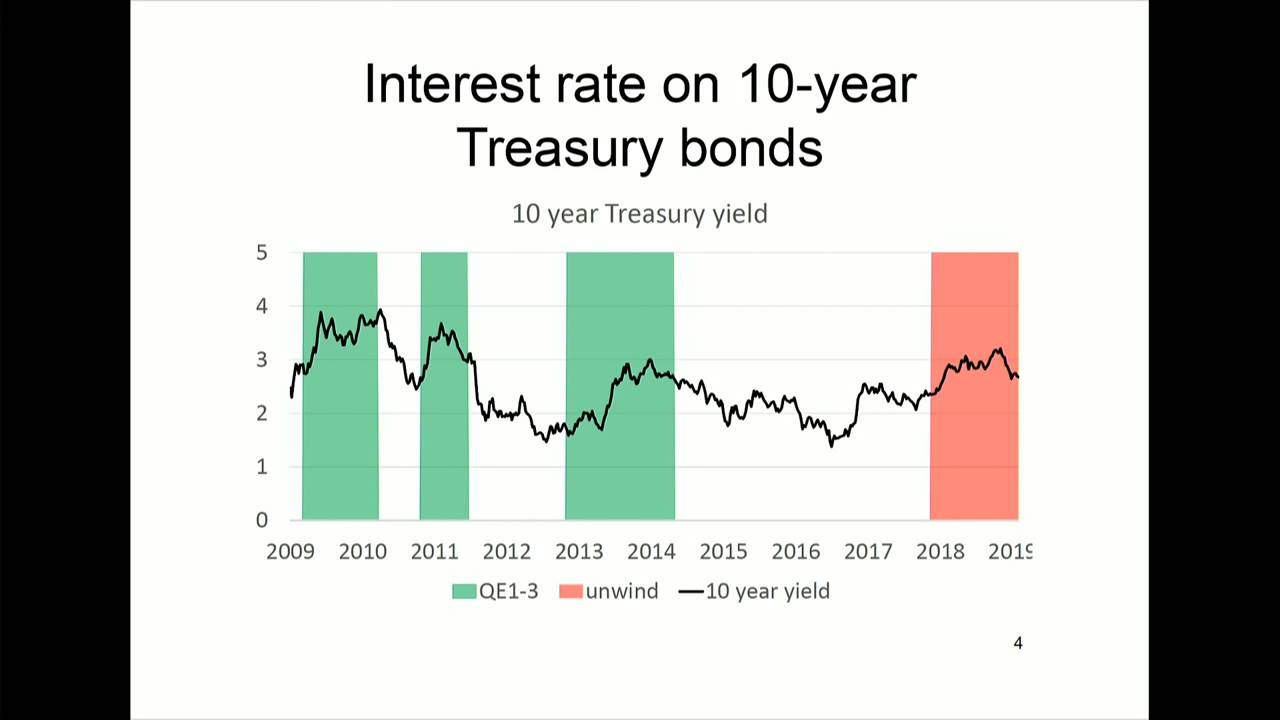 Interest rate on 10-year
Treasury bonds
10 year Treasury yield
5
4
3
2
1
0
2009 2010 2011 2012 2013 2014 2015 2016 2017 2018 2019
QE1-3 unwind 10 year yield
4